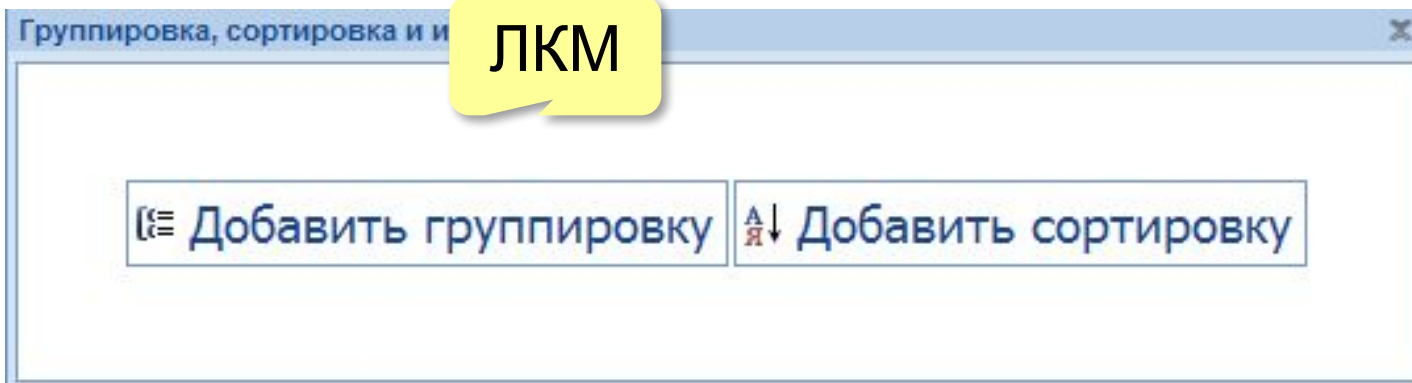 Группировка, сортировка и и
ЛКМ
Добавить группировку
Добавить сортировку